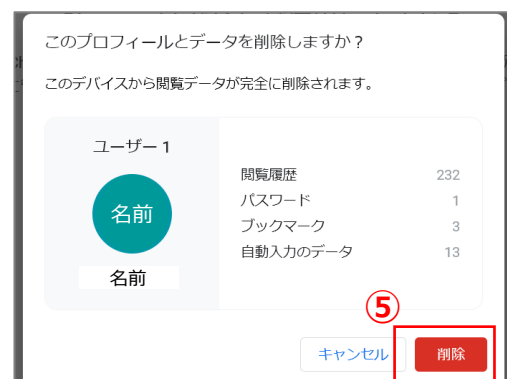 このプロフィールとデータを削除しますか？
このデバイスから閲覧データが完全に削除されます。
ユーザー 1
名前
名前
閲覧履歴 232
パスワード 1
ブックマーク 3
自動入力のデータ 13
⑤
キャンセル 削除